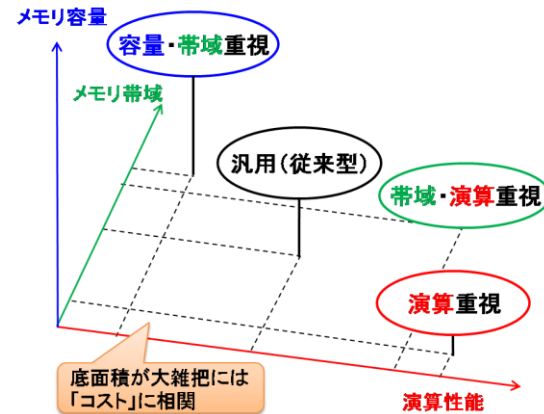 メモリ容量
容量・帯域重視
メモリ帯域
汎用(従来型)
帯域・演算重視
演算重視
底面積が大雑把には
「コスト」に相関
演算性能